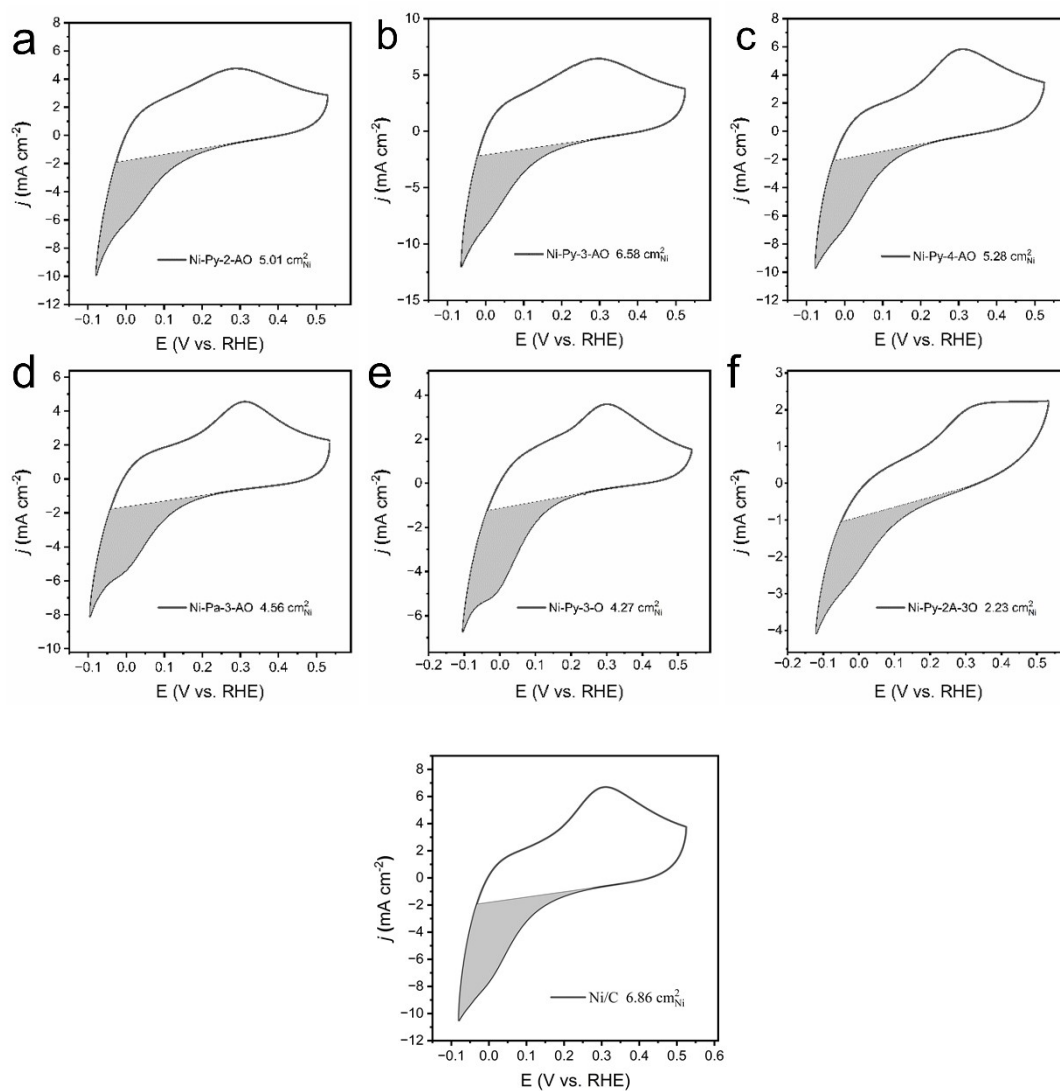 a
8
6
4
2
0
−2
−4
−6
−8
−10
−12
j (mA cm⁻²)
Ni-Py-2-AO 5.01 cm²Ni
−0.1 0.0 0.1 0.2 0.3 0.4 0.5
E (V vs. RHE)
b
10
5
0
−5
−10
−15
j (mA cm⁻²)
Ni-Py-3-AO 6.58 cm²Ni
−0.1 0.0 0.1 0.2 0.3 0.4 0.5
E (V vs. RHE)
c
8
6
4
2
0
−2
−4
−6
−8
−10
−12
j (mA cm⁻²)
Ni-Py-4-AO 5.28 cm²Ni
−0.1 0.0 0.1 0.2 0.3 0.4 0.5
E (V vs. RHE)
d
6
4
2
0
−2
−4
−6
−8
−10
j (mA cm⁻²)
Ni-Pa-3-AO 4.56 cm²Ni
−0.1 0.0 0.1 0.2 0.3 0.4 0.5
E (V vs. RHE)
e
4
2
0
−2
−4
−6
j (mA cm⁻²)
Ni-Py-3-O 4.27 cm²Ni
−0.2 −0.1 0.0 0.1 0.2 0.3 0.4 0.5
E (V vs. RHE)
f
3
2
1
0
−1
−2
−3
−4
j (mA cm⁻²)
Ni-Py-2A-3O 2.23 cm²Ni
−0.2 −0.1 0.0 0.1 0.2 0.3 0.4 0.5
E (V vs. RHE)
8
6
4
2
0
−2
−4
−6
−8
−10
−12
j (mA cm⁻²)
Ni/C 6.86 cm²Ni
−0.1 0.0 0.1 0.2 0.3 0.4 0.5 0.6
E (V vs. RHE)